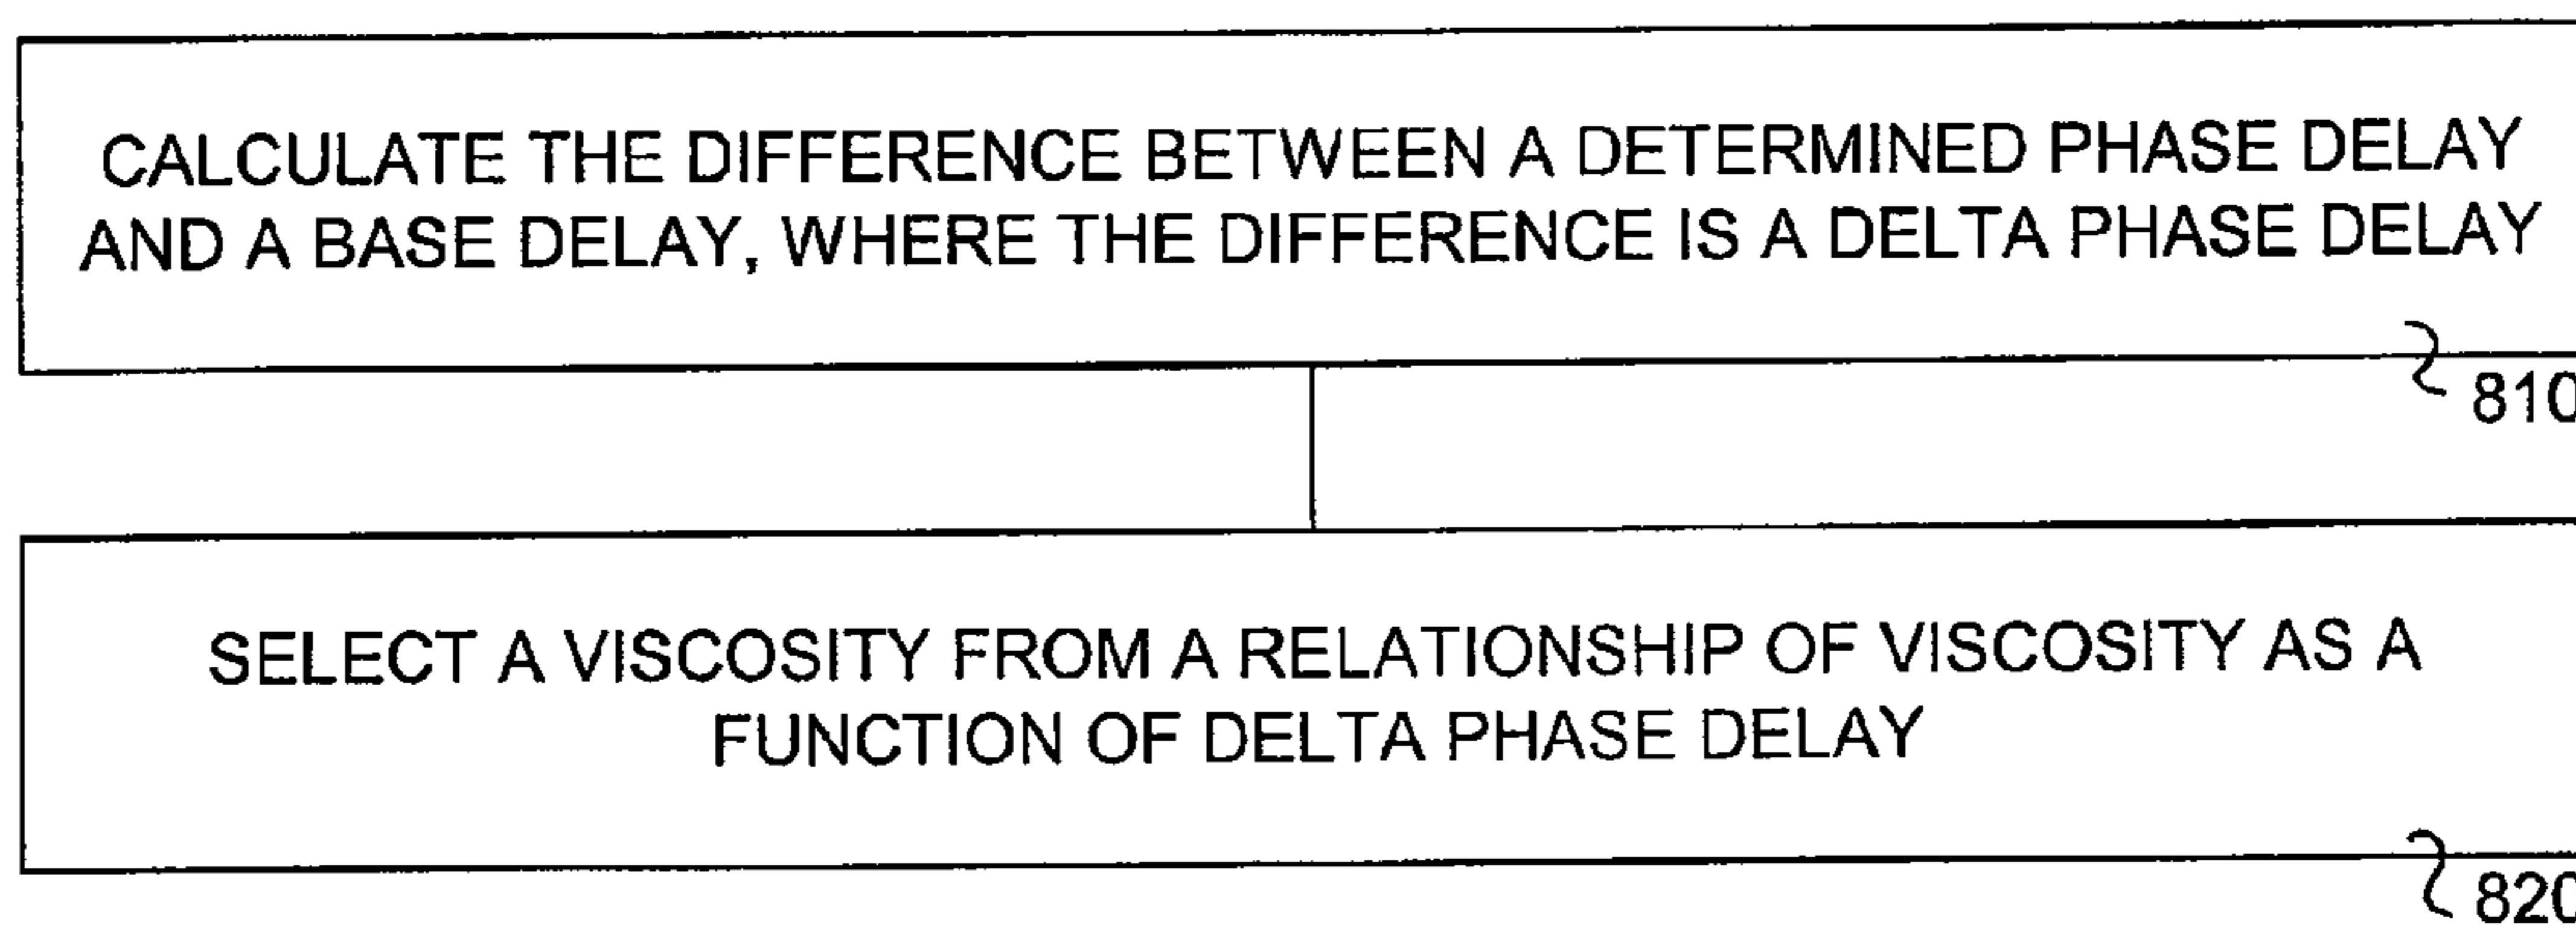 CALCULATE THE DIFFERENCE BETWEEN A DETERMINED PHASE DELAY
AND A BASE DELAY, WHERE THE DIFFERENCE IS A DELTA PHASE DELAY
810
SELECT A VISCOSITY FROM A RELATIONSHIP OF VISCOSITY AS A
FUNCTION OF DELTA PHASE DELAY
820